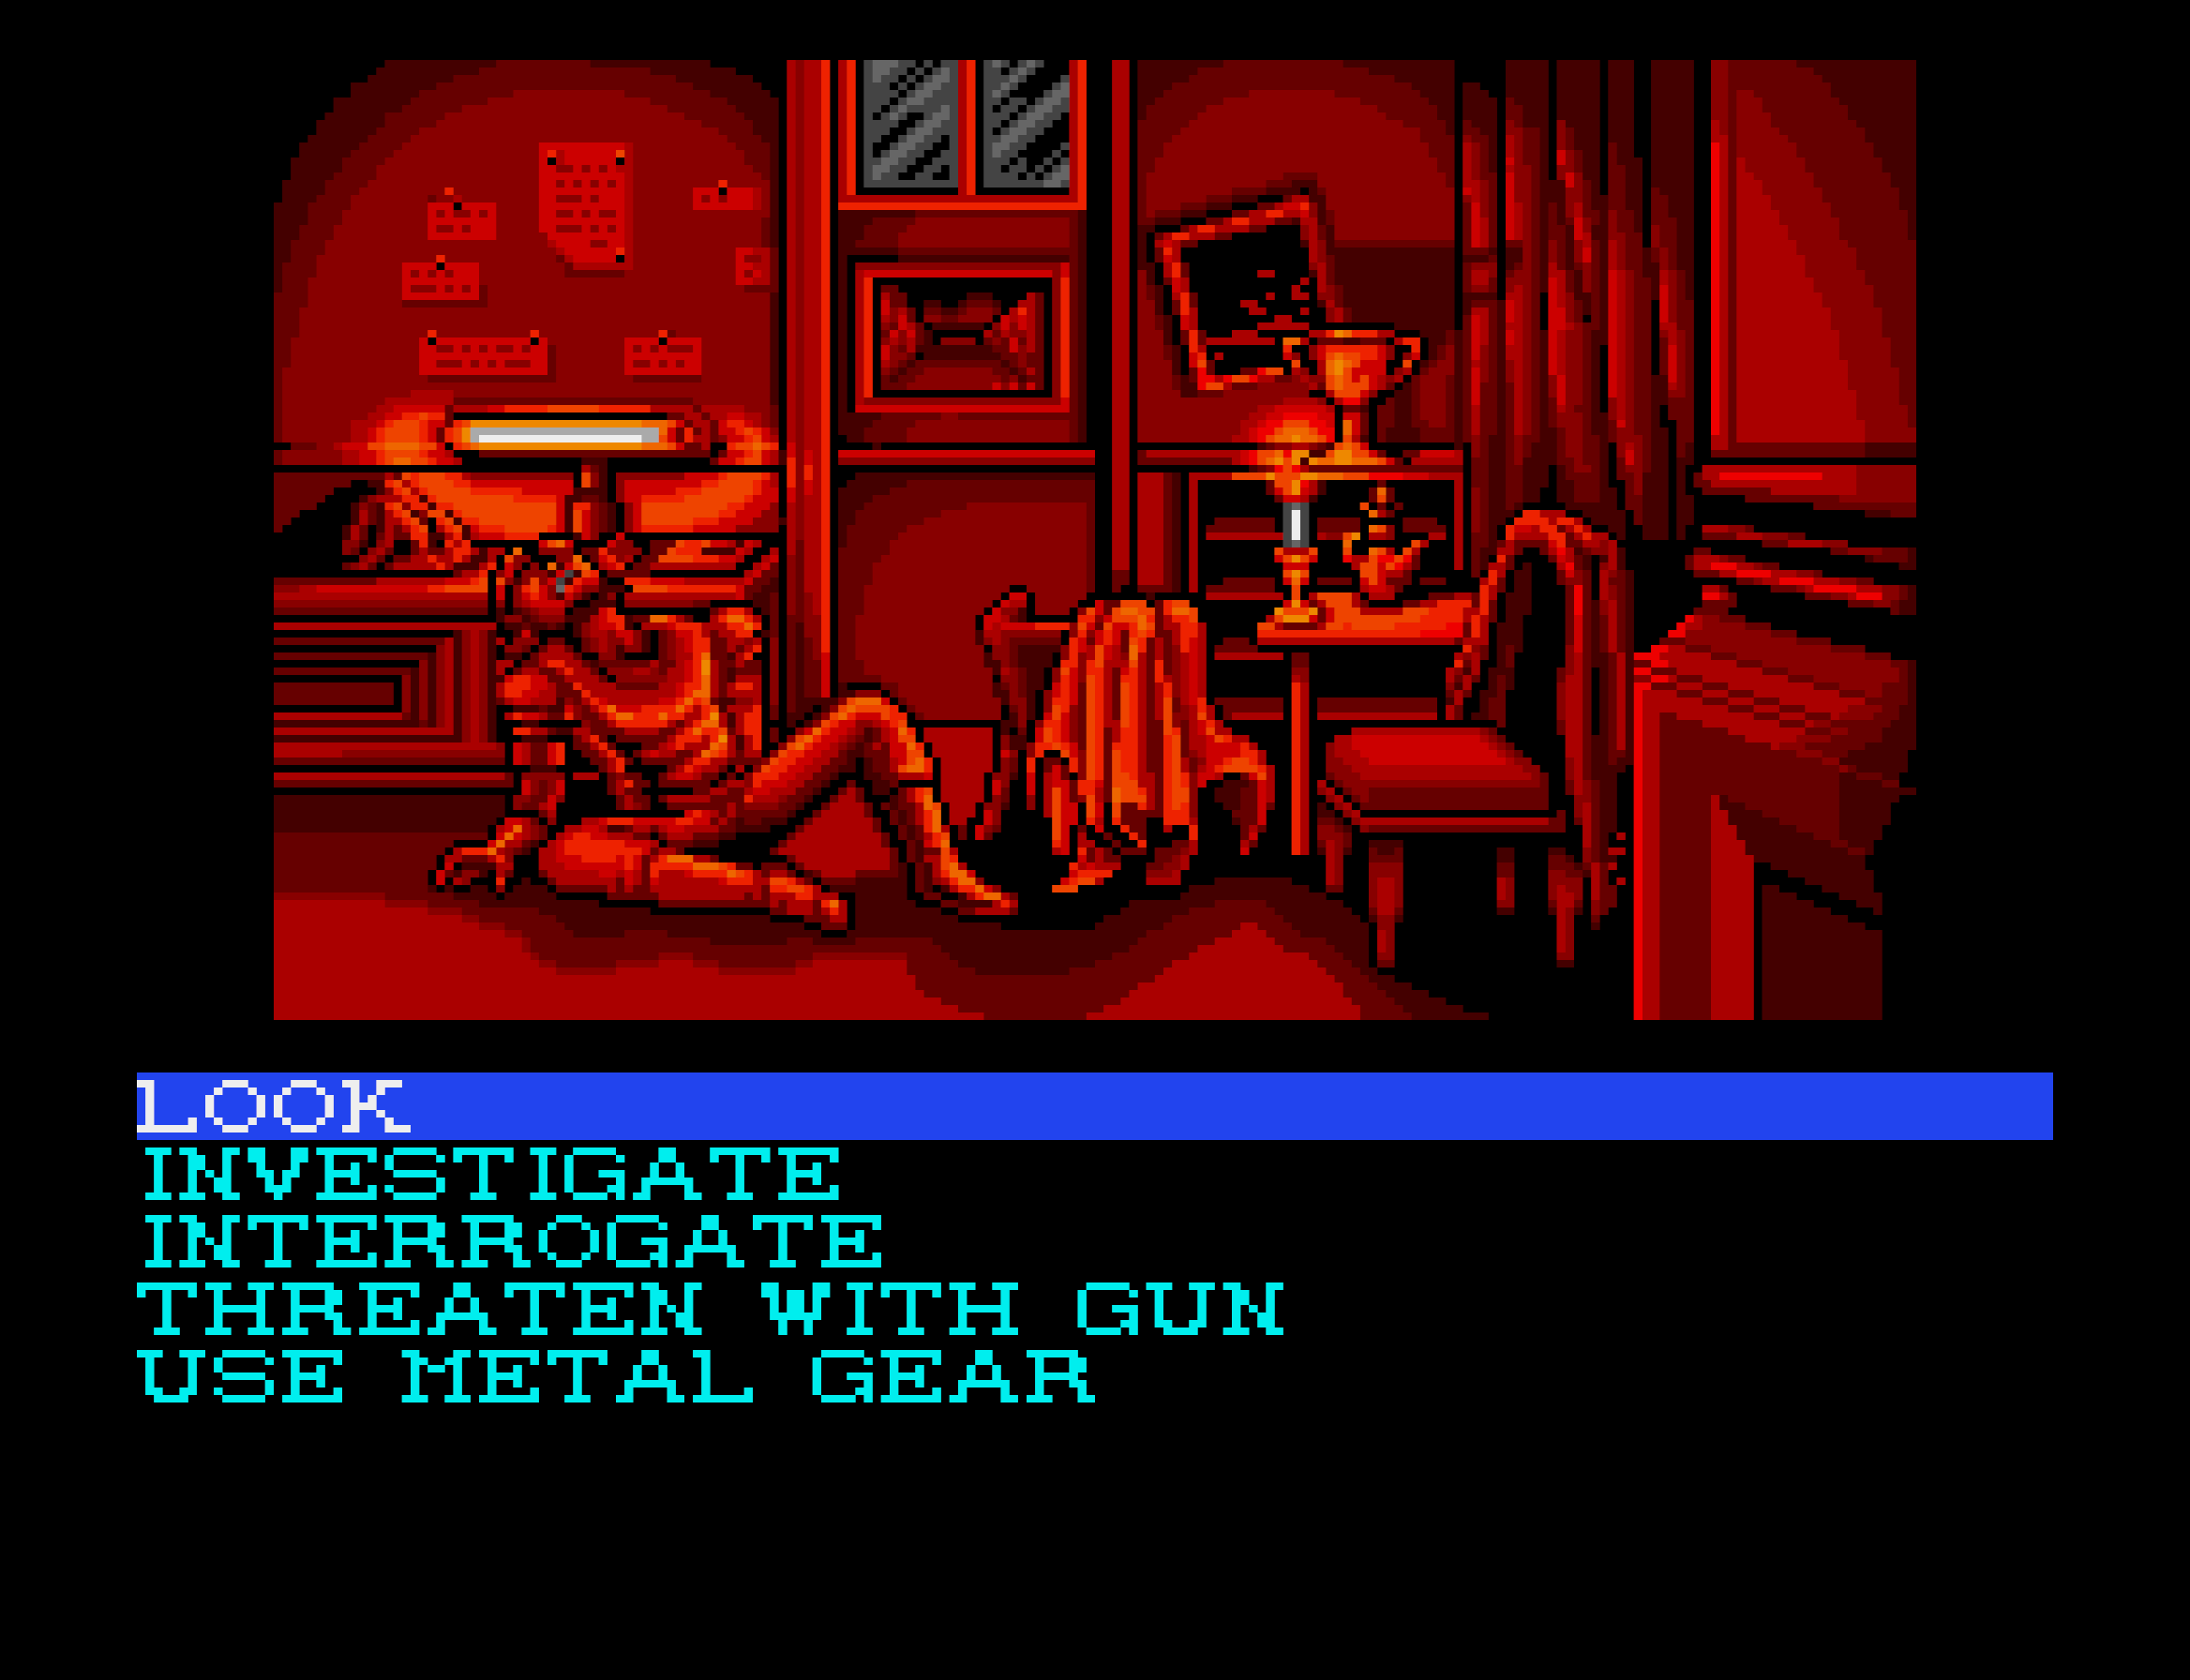 LOOK
INVESTIGATE
INTERROGATE
THREATEN WITH GUN
USE METAL GEAR